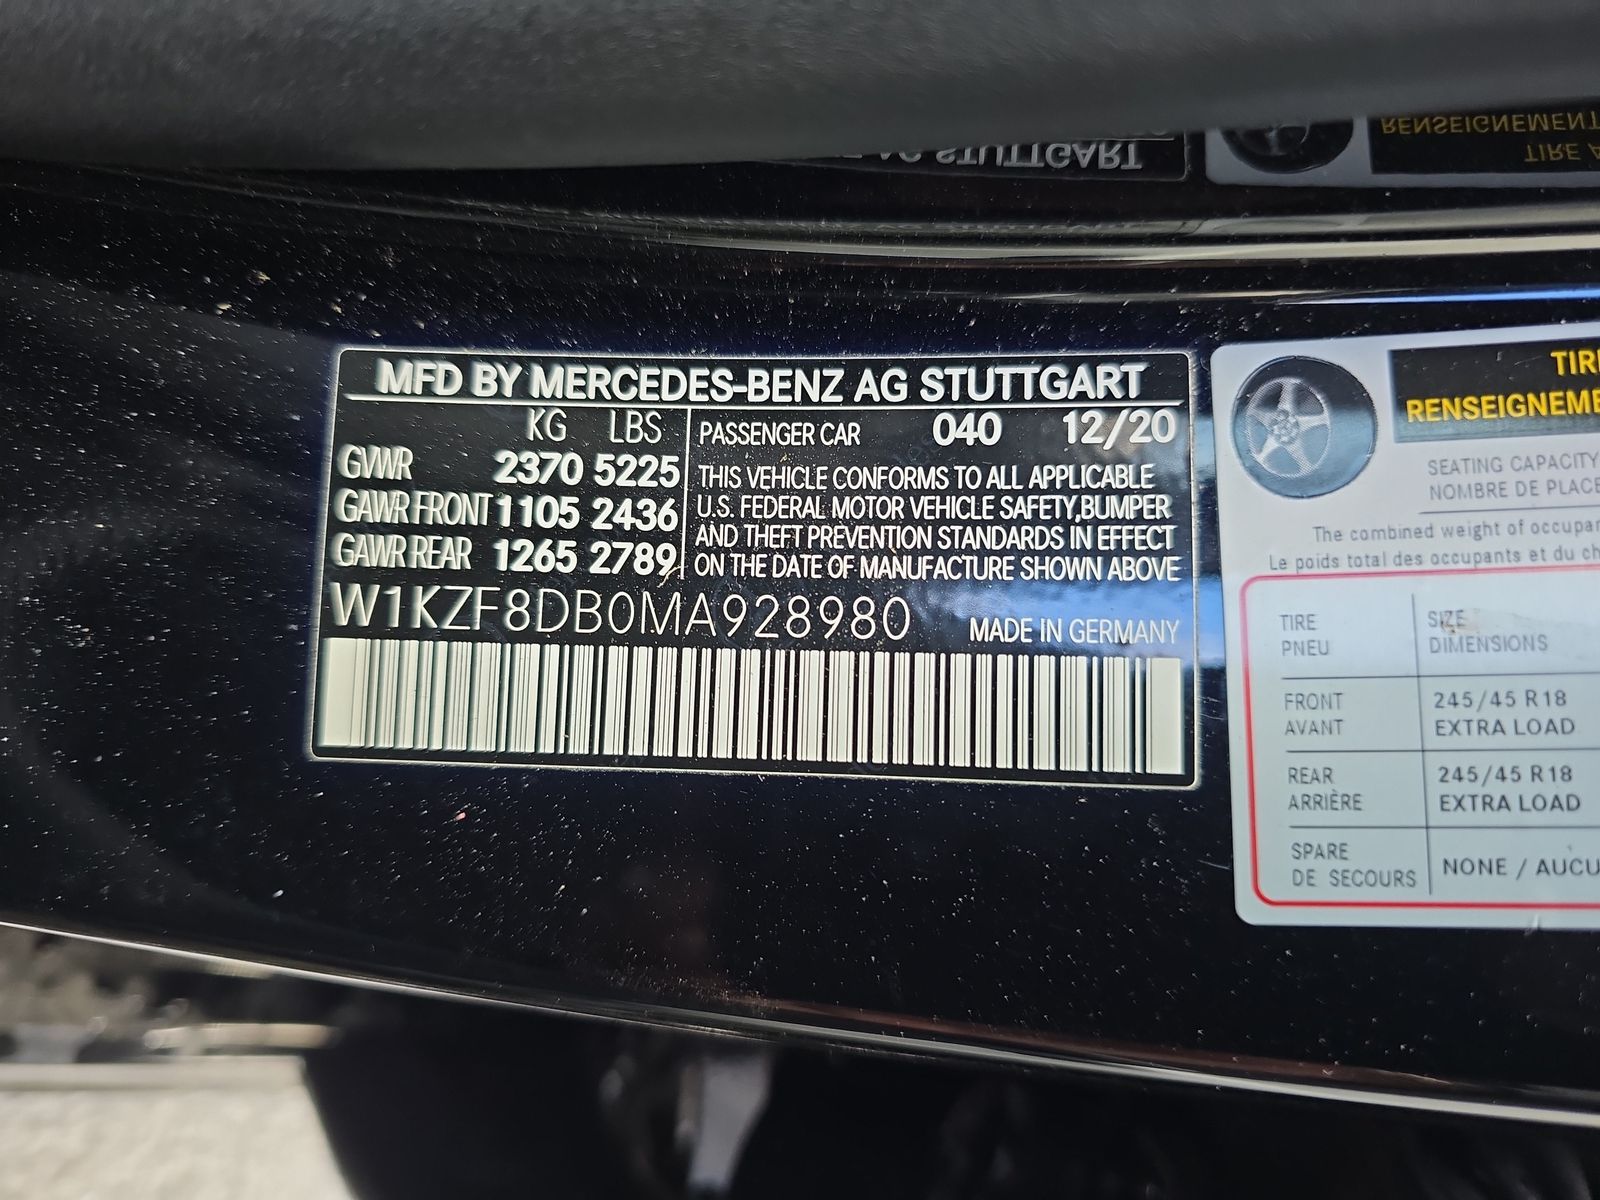 MFD BY MERCEDES-BENZ AG STUTTGART
KG LBS
GVWR 2370 5225
GAWR FRONT 1105 2436
GAWR REAR 1265 2789
PASSENGER CAR 040 12/20
THIS VEHICLE CONFORMS TO ALL APPLICABLE
U.S. FEDERAL MOTOR VEHICLE SAFETY,BUMPER
AND THEFT PREVENTION STANDARDS IN EFFECT
ON THE DATE OF MANUFACTURE SHOWN ABOVE
W1KZF8DB0MA928980
MADE IN GERMANY
TIRE
RENSEIGNEME
SEATING CAPACITY
NOMBRE DE PLACE
The combined weight of occupan
Le poids total des occupants et du ch
TIRE SIZE
PNEU DIMENSIONS
FRONT 245/45 R18
AVANT EXTRA LOAD
REAR 245/45 R18
ARRIÈRE EXTRA LOAD
SPARE
DE SECOURS
NONE / AUCU